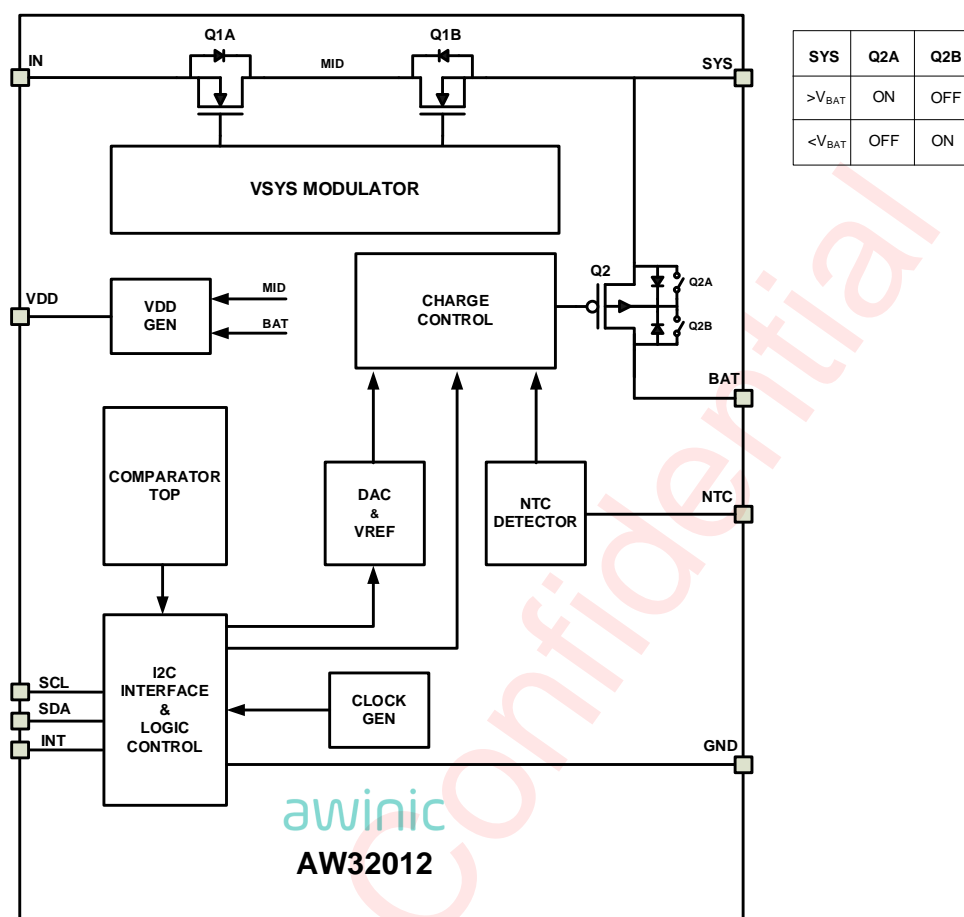 Q1A
Q1B
IN
MID
SYS
SYS Q2A Q2B
>VBAT ON OFF
<VBAT OFF ON
VSYS MODULATOR
VDD
VDD
GEN
MID
BAT
CHARGE
CONTROL
Q2
Q2A
Q2B
BAT
COMPARATOR
TOP
DAC
&
VREF
NTC
DETECTOR
NTC
I2C
INTERFACE
&
LOGIC
CONTROL
SCL
SDA
INT
CLOCK
GEN
GND
awinic
AW32012
Confidential